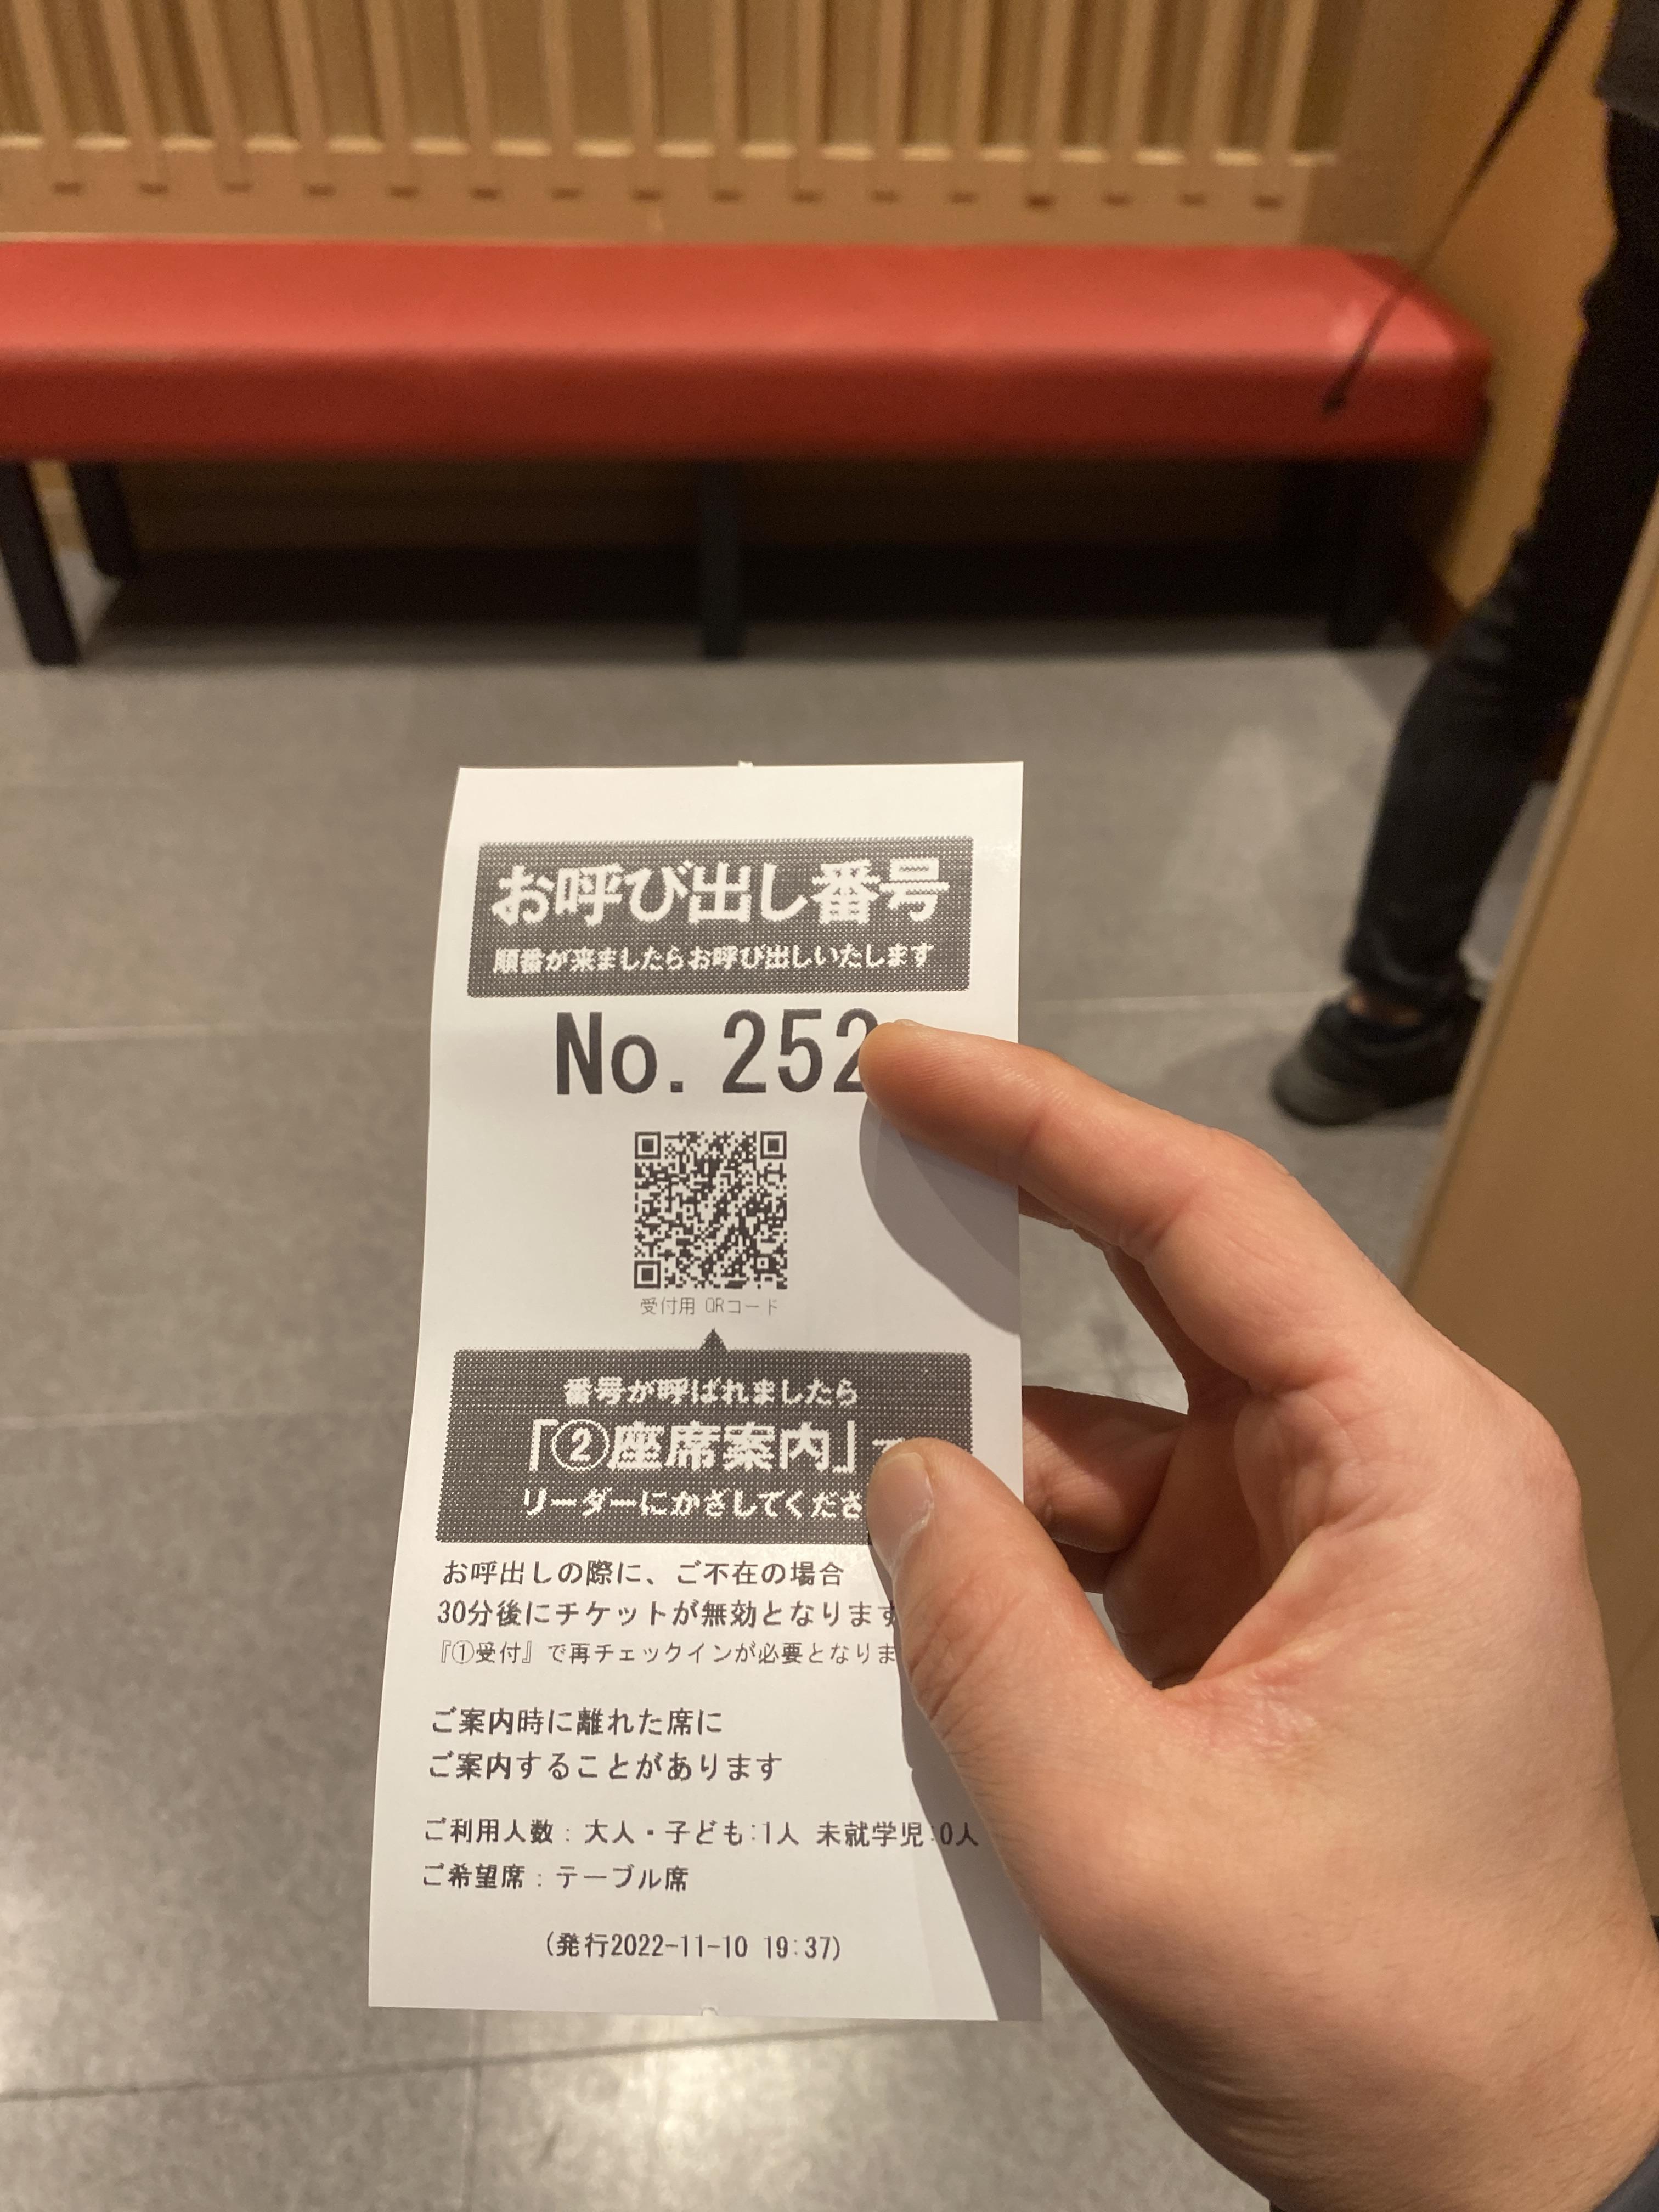 お呼び出し番号
順番が来ましたらお呼び出しいたします
No. 252
受付用 QRコード
番号が呼ばれましたら
「②座席案内」で
リーダーにかざしてくださ
お呼出しの際に、ご不在の場合
30分後にチケットが無効となります
『①受付』で再チェックインが必要となりま
ご案内時に離れた席に
ご案内することがあります
ご利用人数:大人・子ども:1人 未就学児:0人
ご希望席:テーブル席
(発行2022-11-10 19:37)